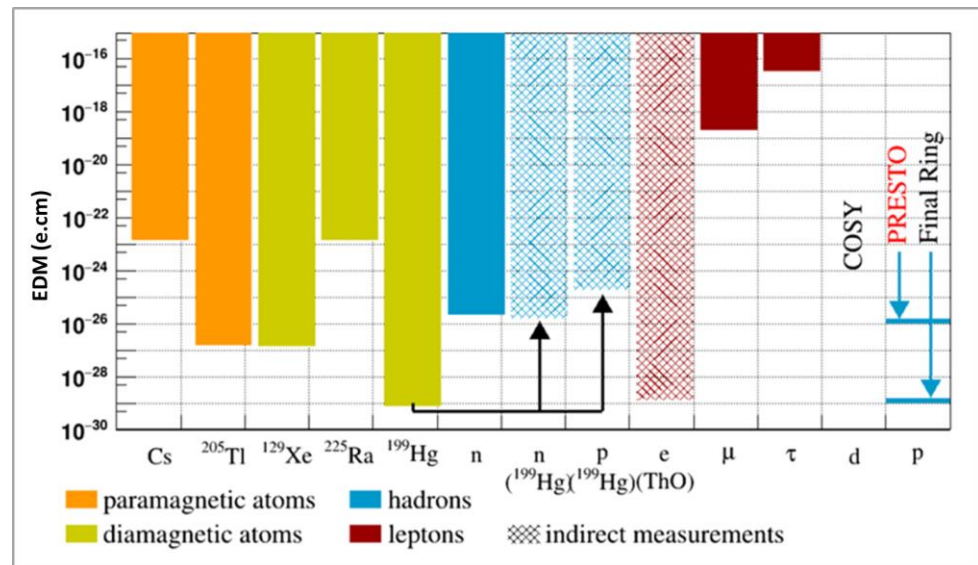 EDM (e.cm)
10⁻¹⁶
10⁻¹⁸
10⁻²⁰
10⁻²²
10⁻²⁴
10⁻²⁶
10⁻²⁸
10⁻³⁰
COSY
PRESTO
Final Ring
Cs ²⁰⁵Tl ¹²⁹Xe ²²⁵Ra ¹⁹⁹Hg n n p e μ τ d p
(¹⁹⁹Hg)(¹⁹⁹Hg)(ThO)
paramagnetic atoms hadrons
diamagnetic atoms leptons indirect measurements